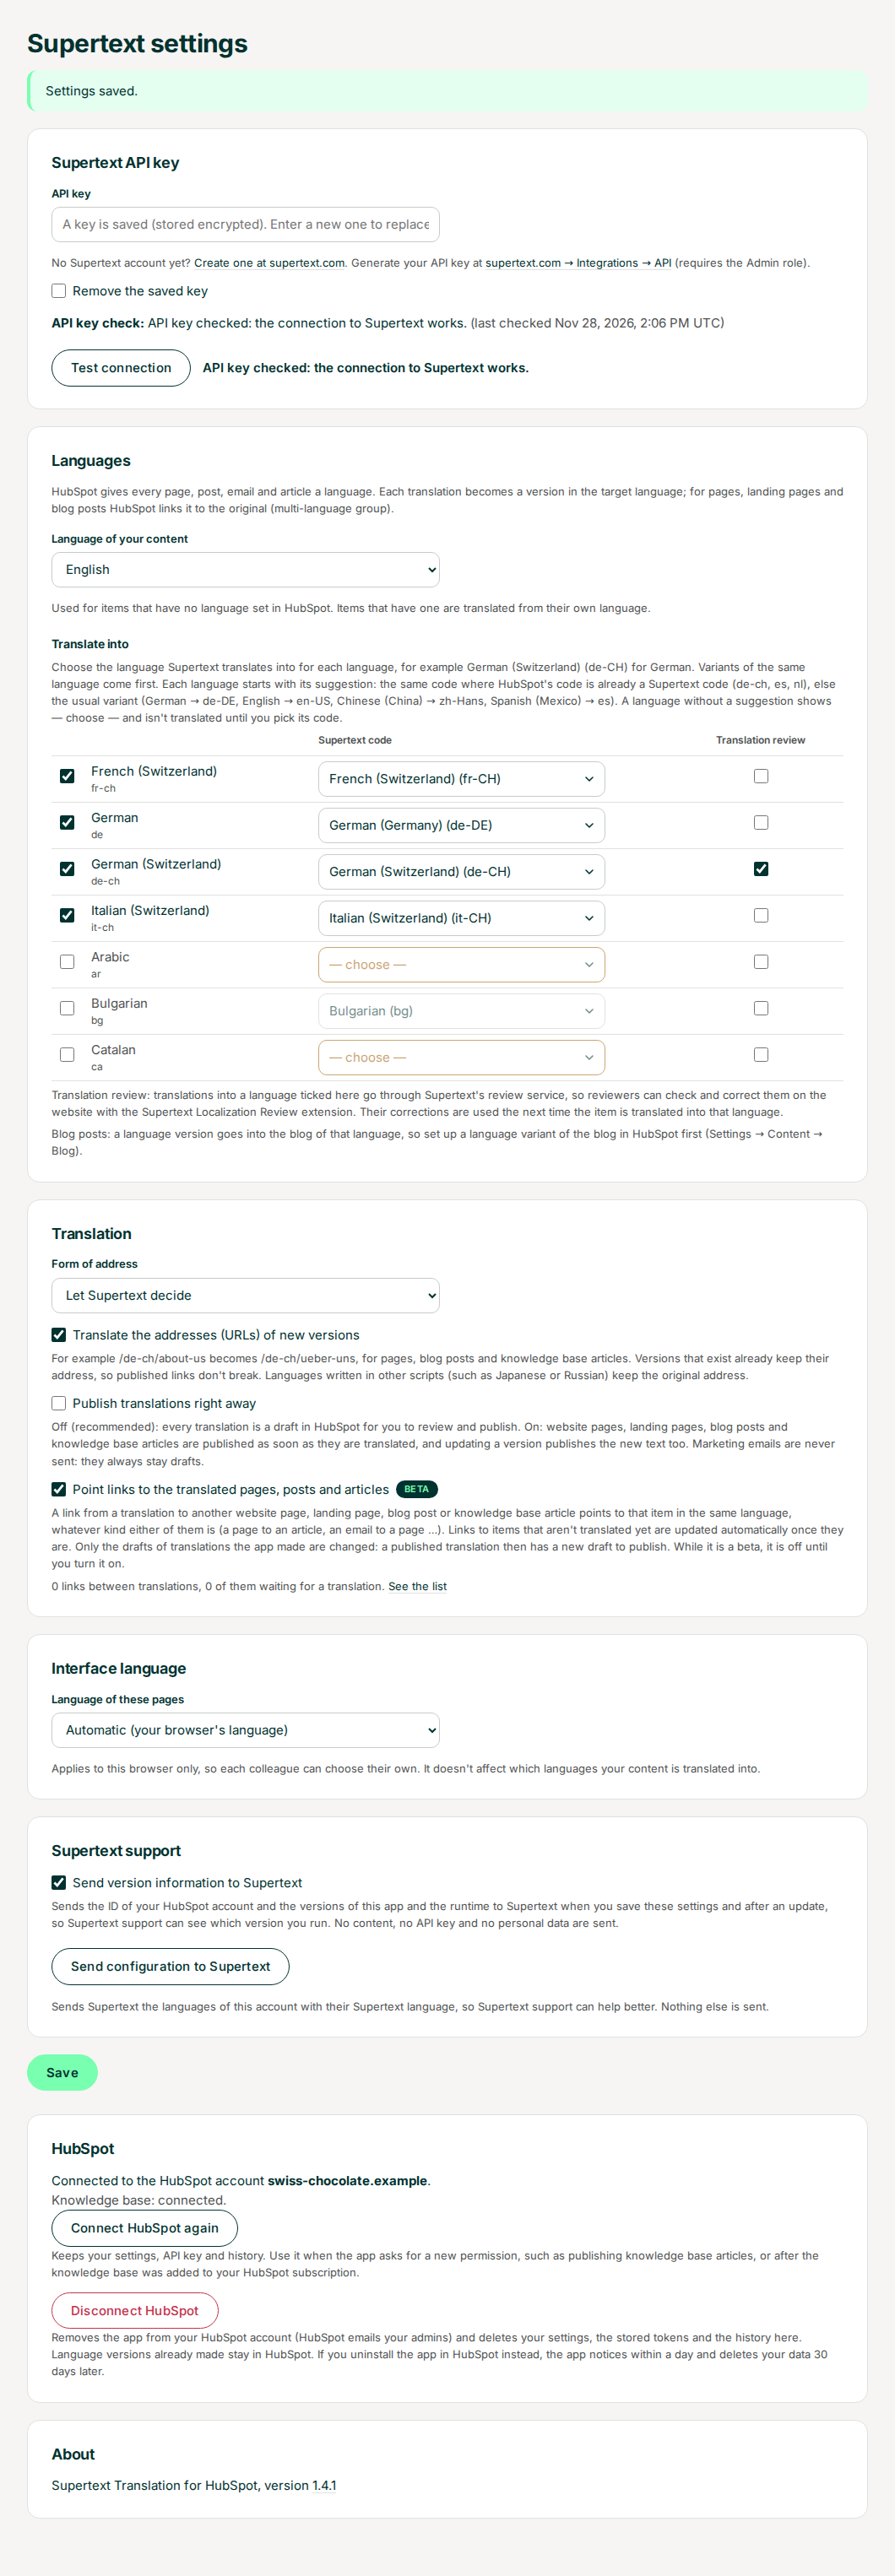 Supertext settings
Settings saved.
Supertext API key
API key
A key is saved (stored encrypted). Enter a new one to replace
No Supertext account yet? Create one at supertext.com. Generate your API key at supertext.com → Integrations → API (requires the Admin role).
Remove the saved key
API key check: API key checked: the connection to Supertext works. (last checked Nov 28, 2026, 2:06 PM UTC)
Test connection API key checked: the connection to Supertext works.
Languages
HubSpot gives every page, post, email and article a language. Each translation becomes a version in the target language; for pages, landing pages and
blog posts HubSpot links it to the original (multi-language group).
Language of your content
English
Used for items that have no language set in HubSpot. Items that have one are translated from their own language.
Translate into
Choose the language Supertext translates into for each language, for example German (Switzerland) (de-CH) for German. Variants of the same
language come first. Each language starts with its suggestion: the same code where HubSpot's code is already a Supertext code (de-ch, es, nl), else
the usual variant (German → de-DE, English → en-US, Chinese (China) → zh-Hans, Spanish (Mexico) → es). A language without a suggestion shows
— choose — and isn't translated until you pick its code.
Supertext code Translation review
French (Switzerland) French (Switzerland) (fr-CH)
fr-ch
German German (Germany) (de-DE)
de
German (Switzerland) German (Switzerland) (de-CH)
de-ch
Italian (Switzerland) Italian (Switzerland) (it-CH)
it-ch
Arabic — choose —
ar
Bulgarian Bulgarian (bg)
bg
Catalan — choose —
ca
Translation review: translations into a language ticked here go through Supertext's review service, so reviewers can check and correct them on the
website with the Supertext Localization Review extension. Their corrections are used the next time the item is translated into that language.
Blog posts: a language version goes into the blog of that language, so set up a language variant of the blog in HubSpot first (Settings → Content →
Blog).
Translation
Form of address
Let Supertext decide
Translate the addresses (URLs) of new versions
For example /de-ch/about-us becomes /de-ch/ueber-uns, for pages, blog posts and knowledge base articles. Versions that exist already keep their
address, so published links don't break. Languages written in other scripts (such as Japanese or Russian) keep the original address.
Publish translations right away
Off (recommended): every translation is a draft in HubSpot for you to review and publish. On: website pages, landing pages, blog posts and
knowledge base articles are published as soon as they are translated, and updating a version publishes the new text too. Marketing emails are never
sent: they always stay drafts.
Point links to the translated pages, posts and articles BETA
A link from a translation to another website page, landing page, blog post or knowledge base article points to that item in the same language,
whatever kind either of them is (a page to an article, an email to a page ...). Links to items that aren't translated yet are updated automatically once they
are. Only the drafts of translations the app made are changed: a published translation then has a new draft to publish. While it is a beta, it is off until
you turn it on.
0 links between translations, 0 of them waiting for a translation. See the list
Interface language
Language of these pages
Automatic (your browser's language)
Applies to this browser only, so each colleague can choose their own. It doesn't affect which languages your content is translated into.
Supertext support
Send version information to Supertext
Sends the ID of your HubSpot account and the versions of this app and the runtime to Supertext when you save these settings and after an update,
so Supertext support can see which version you run. No content, no API key and no personal data are sent.
Send configuration to Supertext
Sends Supertext the languages of this account with their Supertext language, so Supertext support can help better. Nothing else is sent.
Save
HubSpot
Connected to the HubSpot account swiss-chocolate.example.
Knowledge base: connected.
Connect HubSpot again
Keeps your settings, API key and history. Use it when the app asks for a new permission, such as publishing knowledge base articles, or after the
knowledge base was added to your HubSpot subscription.
Disconnect HubSpot
Removes the app from your HubSpot account (HubSpot emails your admins) and deletes your settings, the stored tokens and the history here.
Language versions already made stay in HubSpot. If you uninstall the app in HubSpot instead, the app notices within a day and deletes your data 30
days later.
About
Supertext Translation for HubSpot, version 1.4.1